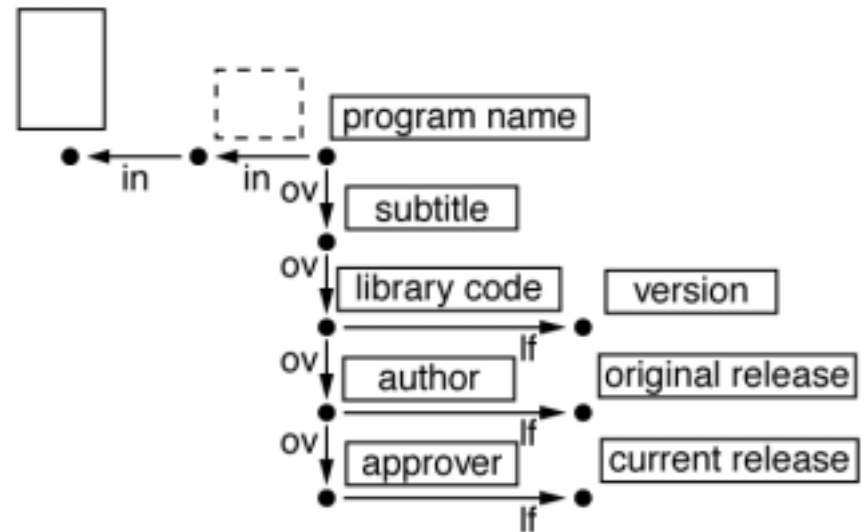 program name
in in
ov
subtitle
ov
library code version
lf
ov
author original release
lf
ov
approver current release
lf